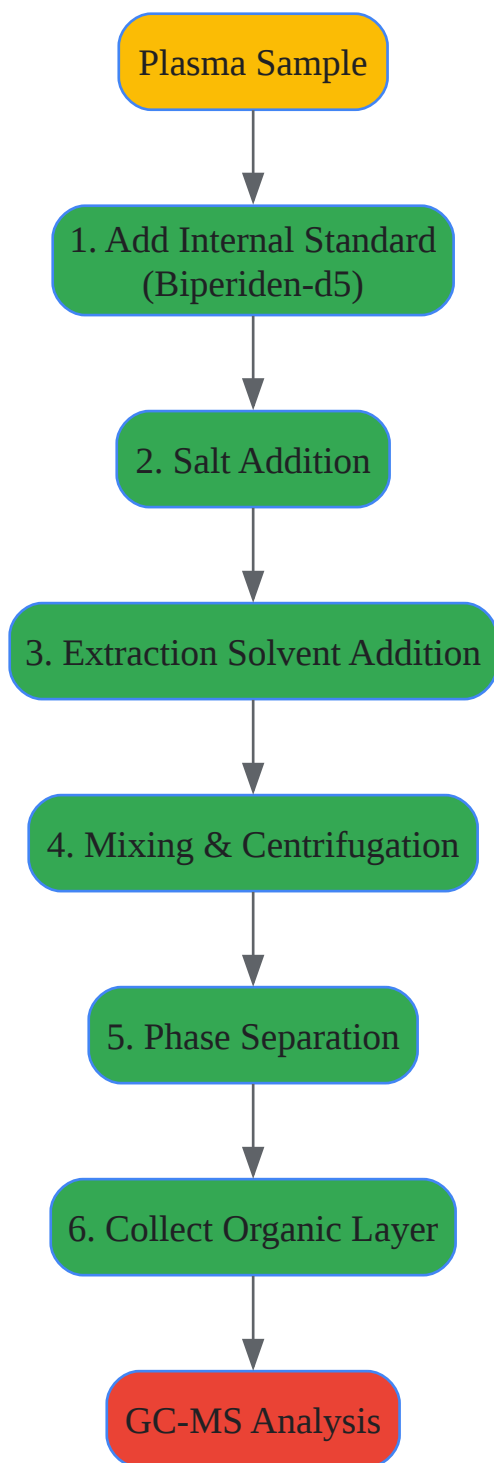 Plasma Sample
1. Add Internal Standard
(Biperiden-d5)
2. Salt Addition
3. Extraction Solvent Addition
4. Mixing & Centrifugation
5. Phase Separation
6. Collect Organic Layer
GC-MS Analysis